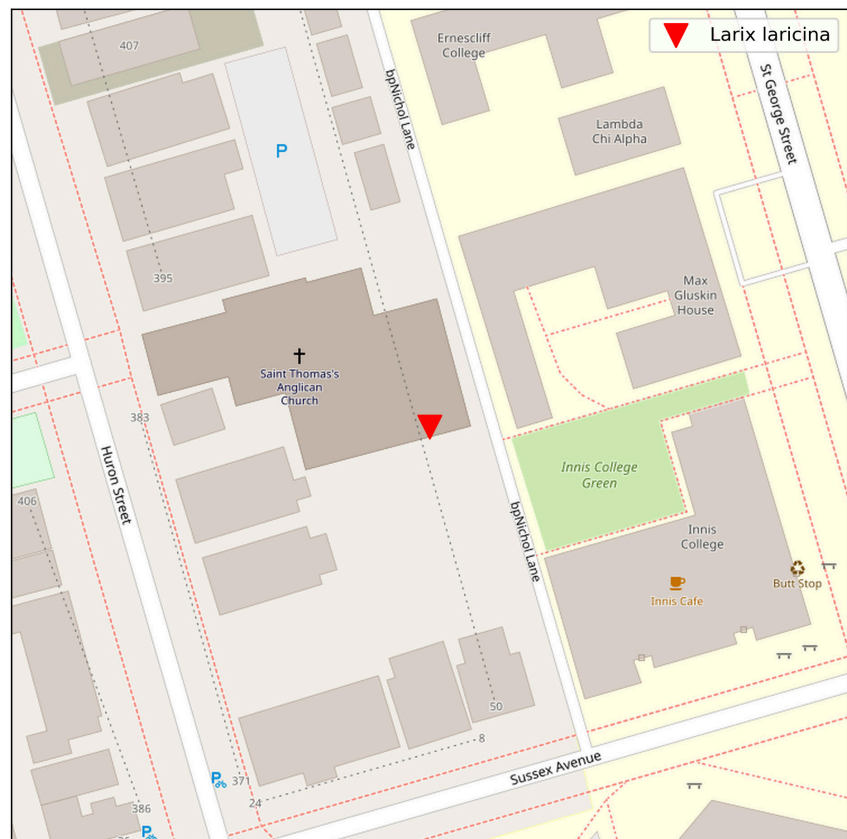 Larix laricina
407
Ernescliff
College
bpNichol Lane
St George Street
P
Lambda
Chi Alpha
395
Max
Gluskin
House
Saint Thomas's
Anglican
Church
383
Huron Street
406
Innis College
Green
bpNichol Lane
Innis
College
Butt Stop
Innis Cafe
50
8
Sussex Avenue
P
371
24
386
P